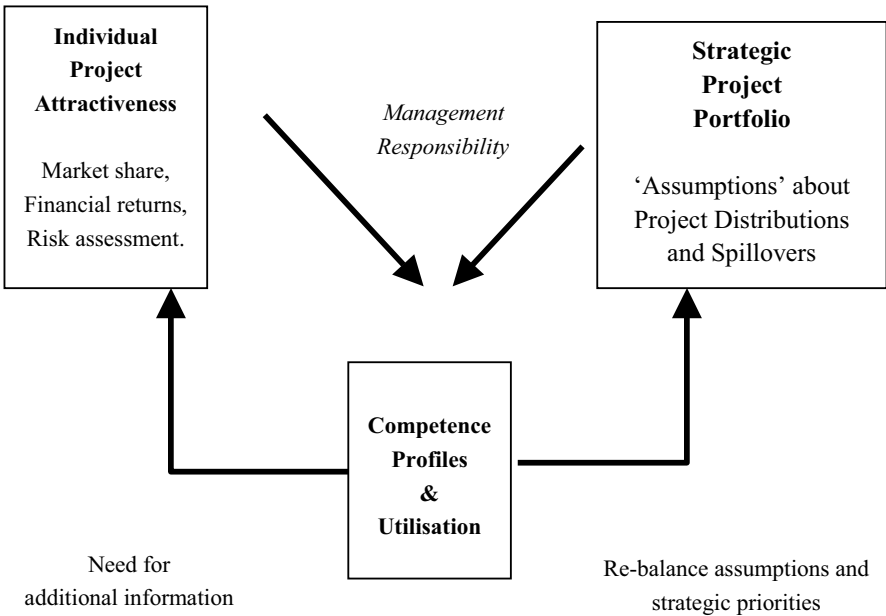 Individual
Project
Attractiveness
Market share,
Financial returns,
Risk assessment.
Management
Responsibility
Strategic
Project
Portfolio
‘Assumptions’ about
Project Distributions
and Spillovers
Competence
Profiles
&
Utilisation
Need for
additional information
Re-balance assumptions and
strategic priorities